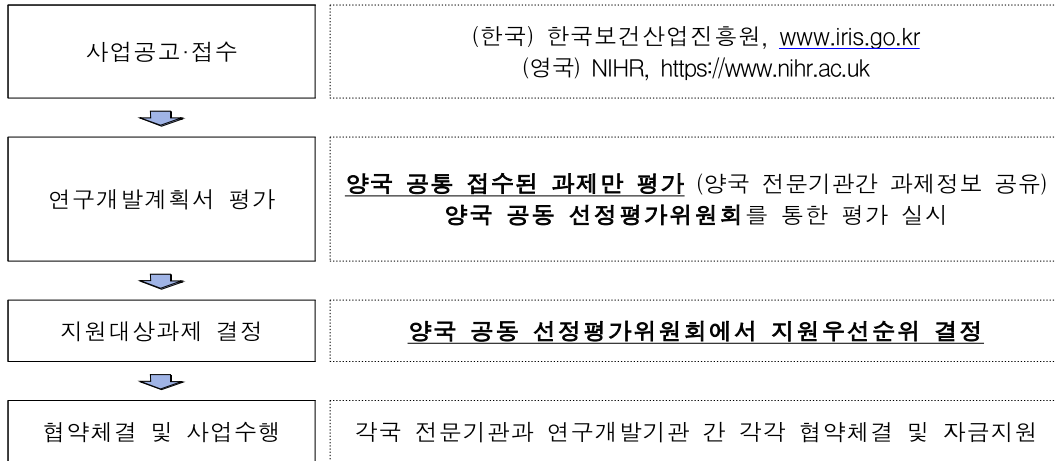 사업공고·접수
(한국) 한국보건산업진흥원, www.iris.go.kr
(영국) NIHR, https://www.nihr.ac.uk
연구개발계획서 평가
양국 공통 접수된 과제만 평가 (양국 전문기관간 과제정보 공유)
양국 공동 선정평가위원회를 통한 평가 실시
지원대상과제 결정
양국 공동 선정평가위원회에서 지원우선순위 결정
협약체결 및 사업수행
각국 전문기관과 연구개발기관 간 각각 협약체결 및 자금지원